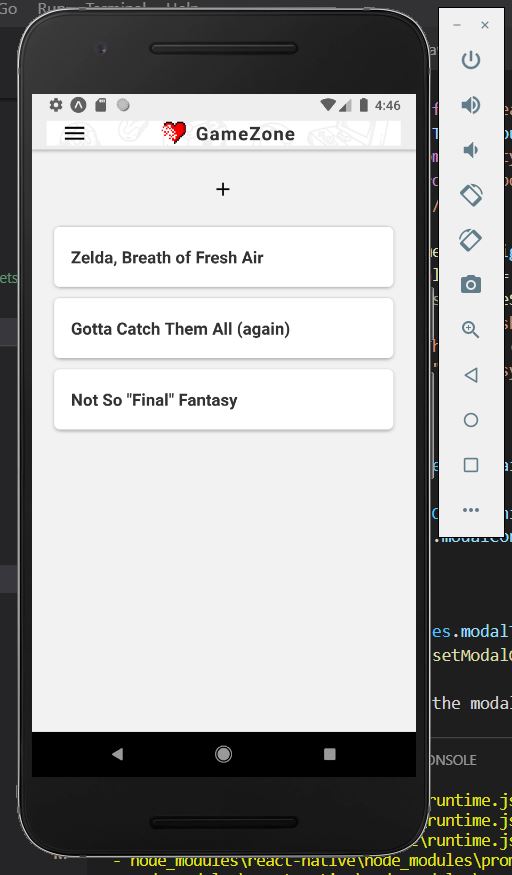 Go Run Terminal Help
4:46
GameZone
+
Zelda, Breath of Fresh Air
Gotta Catch Them All (again)
Not So "Final" Fantasy
ets
es.modalT
setModalO
the modal
ONSOLE
runtime.js
runtime.js
runtime.js
- node_modules\react-native\node_modules\prom